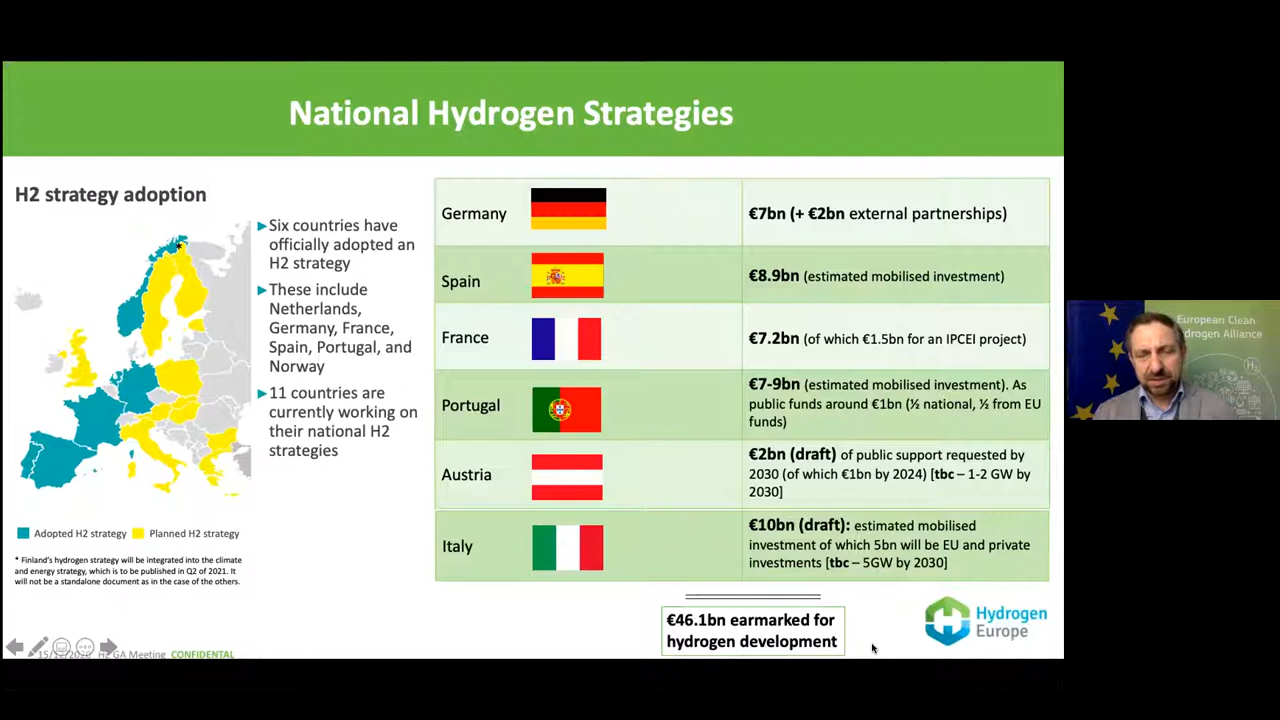 National Hydrogen Strategies
H2 strategy adoption
▶Six countries have
officially adopted an
H2 strategy
▶These include
Netherlands,
Germany, France,
Spain, Portugal, and
Norway
▶11 countries are
currently working on
their national H2
strategies
*
Adopted H2 strategy
Planned H2 strategy
* Finland's hydrogen strategy will be integrated into the climate
and energy strategy, which is to be published in Q2 of 2021. It
will not be a standalone document as in the case of the others.
Germany
€7bn (+ €2bn external partnerships)
Spain
€8.9bn (estimated mobilised investment)
France
€7.2bn (of which €1.5bn for an IPCEI project)
Portugal
€7-9bn (estimated mobilised investment). As
public funds around €1bn (½ national, ½ from EU
funds)
Austria
€2bn (draft) of public support requested by
2030 (of which €1bn by 2024) [tbc – 1-2 GW by
2030]
Italy
€10bn (draft): estimated mobilised
investment of which 5bn will be EU and private
investments [tbc – 5GW by 2030]
€46.1bn earmarked for
hydrogen development
Hydrogen
Europe
GA Meeting CONFIDENTIAL
European Clean
Hydrogen Alliance
H2